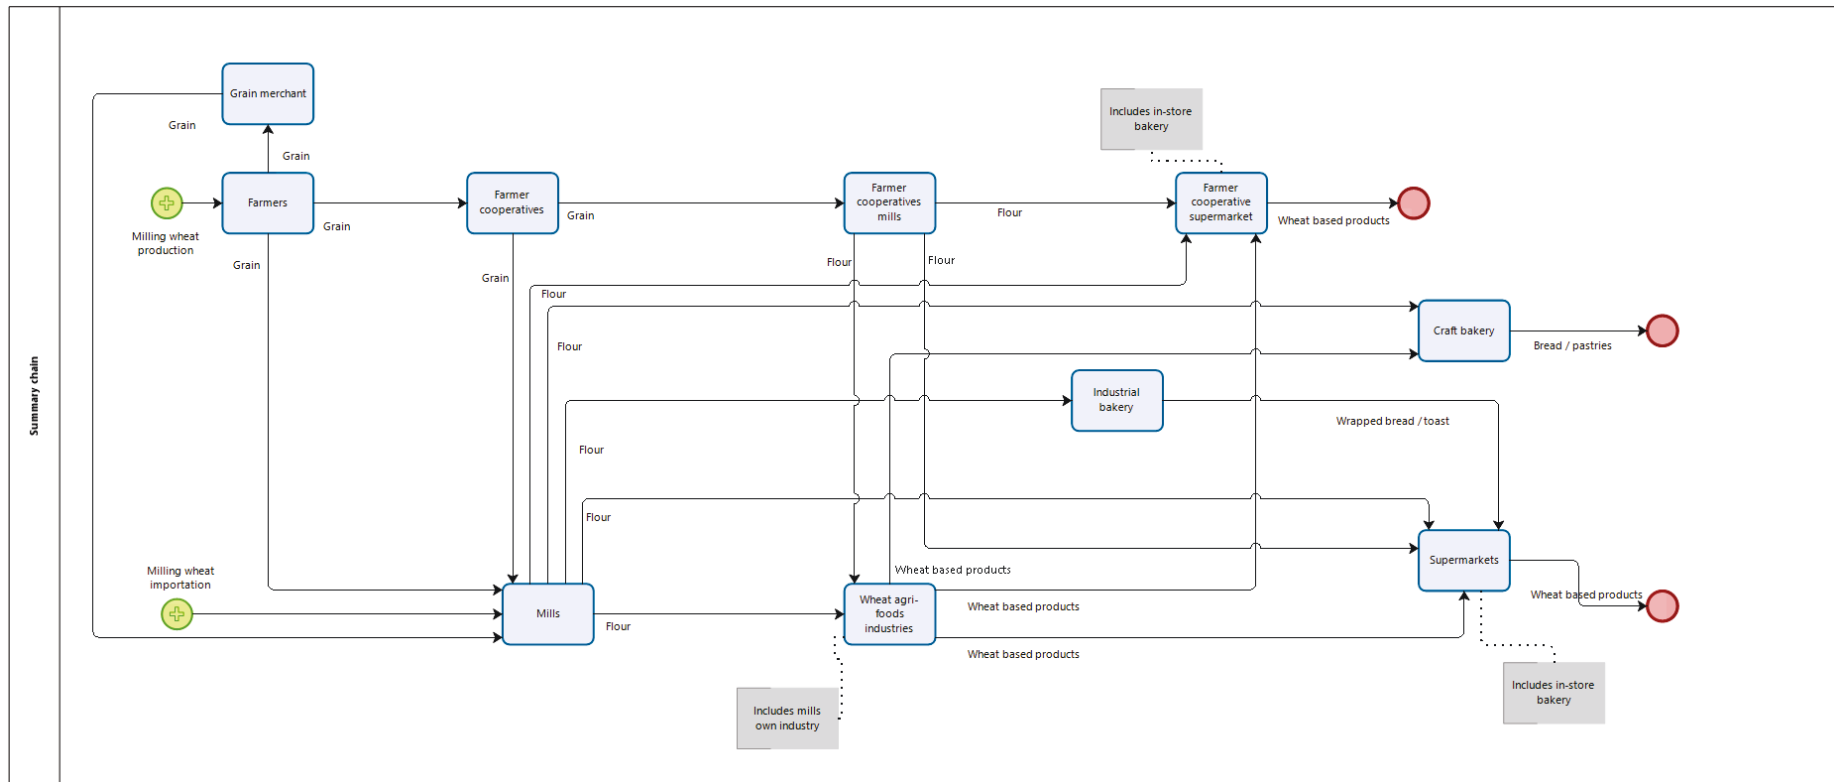 Summary chain
Grain merchant
Grain
Grain
Farmers
Grain
Milling wheat
production
Grain
Farmer
cooperatives
Grain
Grain
Farmer
cooperatives
mills
Flour
Flour
Flour
Includes in-store
bakery
Farmer
cooperative
supermarket
Wheat based products
Flour
Flour
Craft bakery
Bread / pastries
Industrial
bakery
Wrapped bread / toast
Flour
Flour
Supermarkets
Wheat based products
Milling wheat
importation
Mills
Flour
Wheat based products
Wheat agri-
foods
industries
Wheat based products
Wheat based products
Includes mills
own industry
Includes in-store
bakery